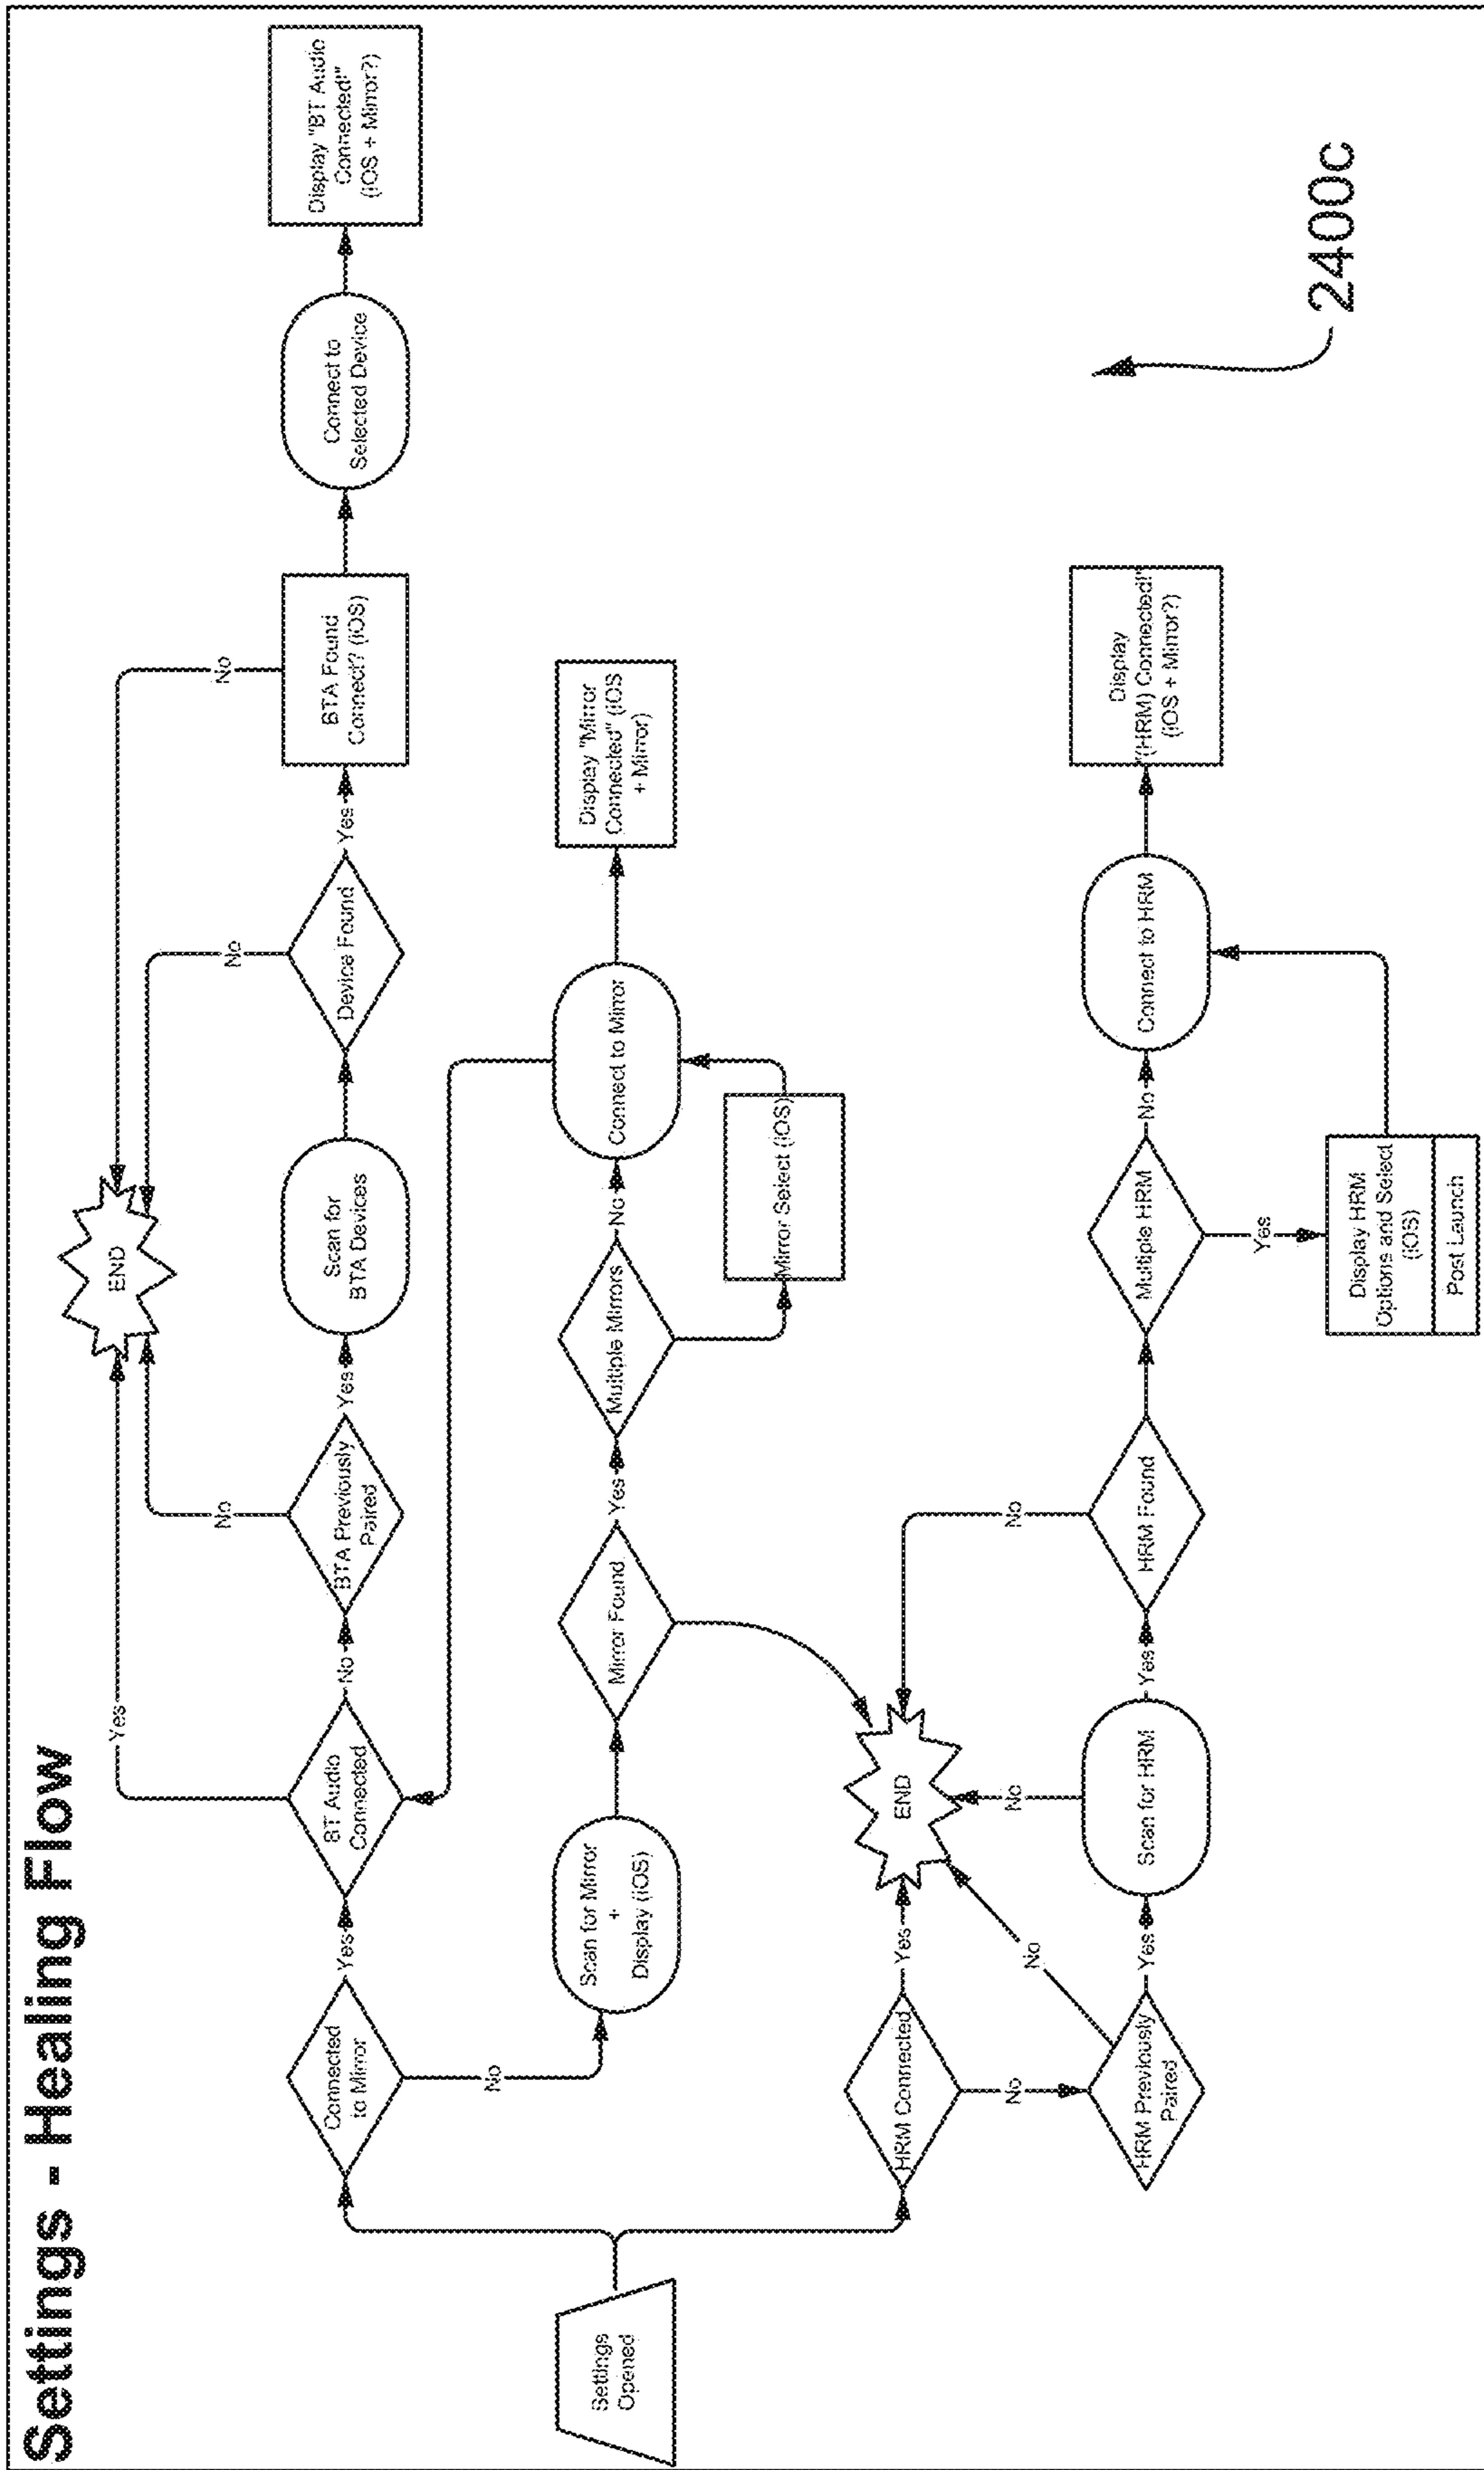 Settings - Healing Flow
Settings
Opened
Connected
to Mirror
Yes
No
BT Audio
Connected
Yes
No
BTA Previously
Paired
No
Yes
END
Scan for
BTA Devices
Device Found
No
Yes
BTA Found
Connect? (iOS)
No
Connect to
Selected Device
Display "BT Audio
Connected!"
(iOS + Mirror?)
Scan for Mirror
+
Display (iOS)
Mirror Found
Yes
Multiple Mirrors
No
Mirror Select (iOS)
Connect to Mirror
Display "Mirror
Connected" (iOS
+ Mirror)
HRM Connected
Yes
No
END
HRM Previously
Paired
No
Yes
Scan for HRM
No
Yes
HRM Found
No
Multiple HRM
No
Yes
Display HRM
Options and Select
(iOS)
Post Launch
Connect to HRM
Display
"(HRM) Connected!"
(iOS + Mirror?)
2400c